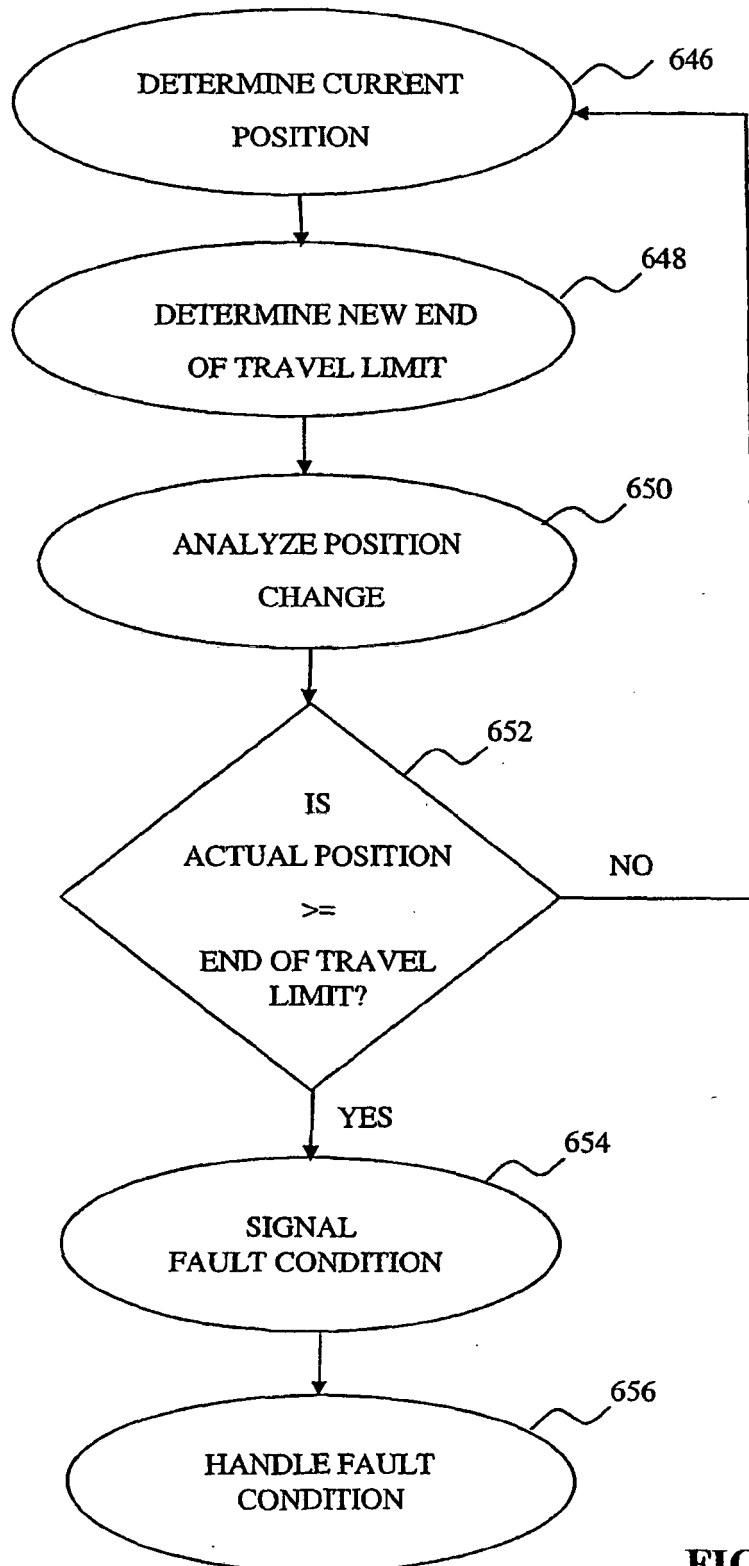 646
DETERMINE CURRENT
POSITION
648
DETERMINE NEW END
OF TRAVEL LIMIT
650
ANALYZE POSITION
CHANGE
652
IS
ACTUAL POSITION
>=
END OF TRAVEL
LIMIT?
NO
YES
654
SIGNAL
FAULT CONDITION
656
HANDLE FAULT
CONDITION
FIG